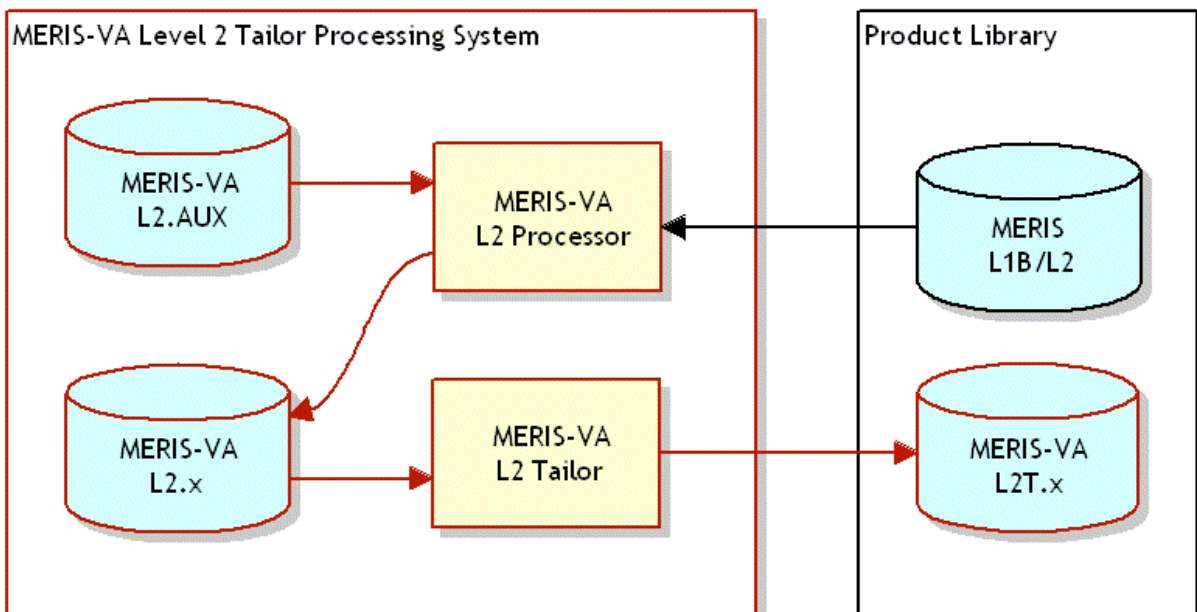 MERIS-VA Level 2 Tailor Processing System
Product Library
MERIS-VA
L2.AUX
MERIS-VA
L2 Processor
MERIS
L1B/L2
MERIS-VA
L2.x
MERIS-VA
L2 Tailor
MERIS-VA
L2T.x